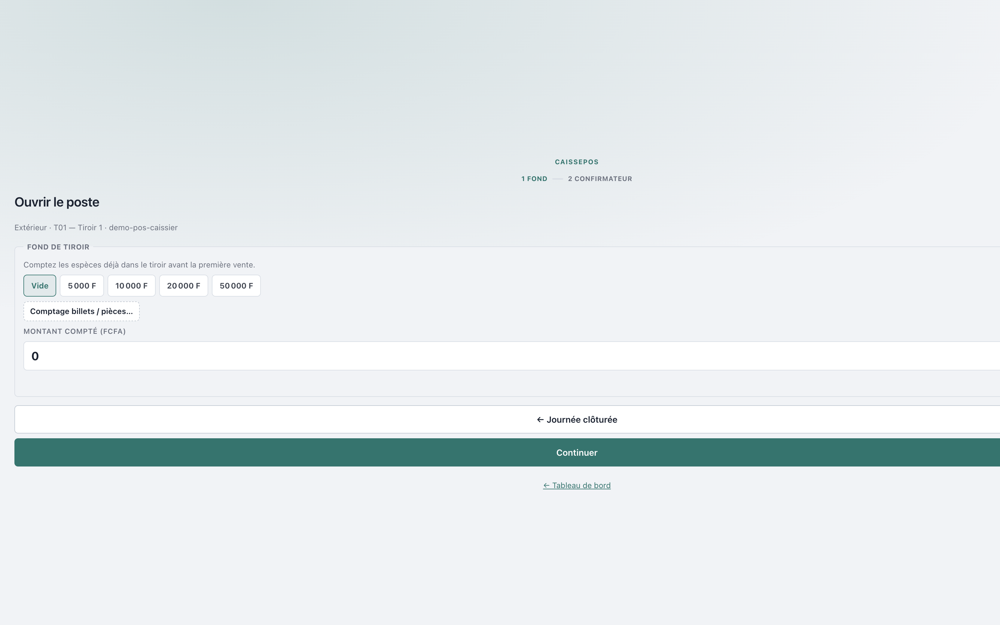 CAISSEPOS
1 FOND — 2 CONFIRMATEUR
Ouvrir le poste
Extérieur · T01 — Tiroir 1 · demo-pos-caissier
FOND DE TIROIR
Comptez les espèces déjà dans le tiroir avant la première vente.
Vide 5 000 F 10 000 F 20 000 F 50 000 F
Comptage billets / pièces...
MONTANT COMPTÉ (FCFA)
0
← Journée clôturée
Continuer
← Tableau de bord